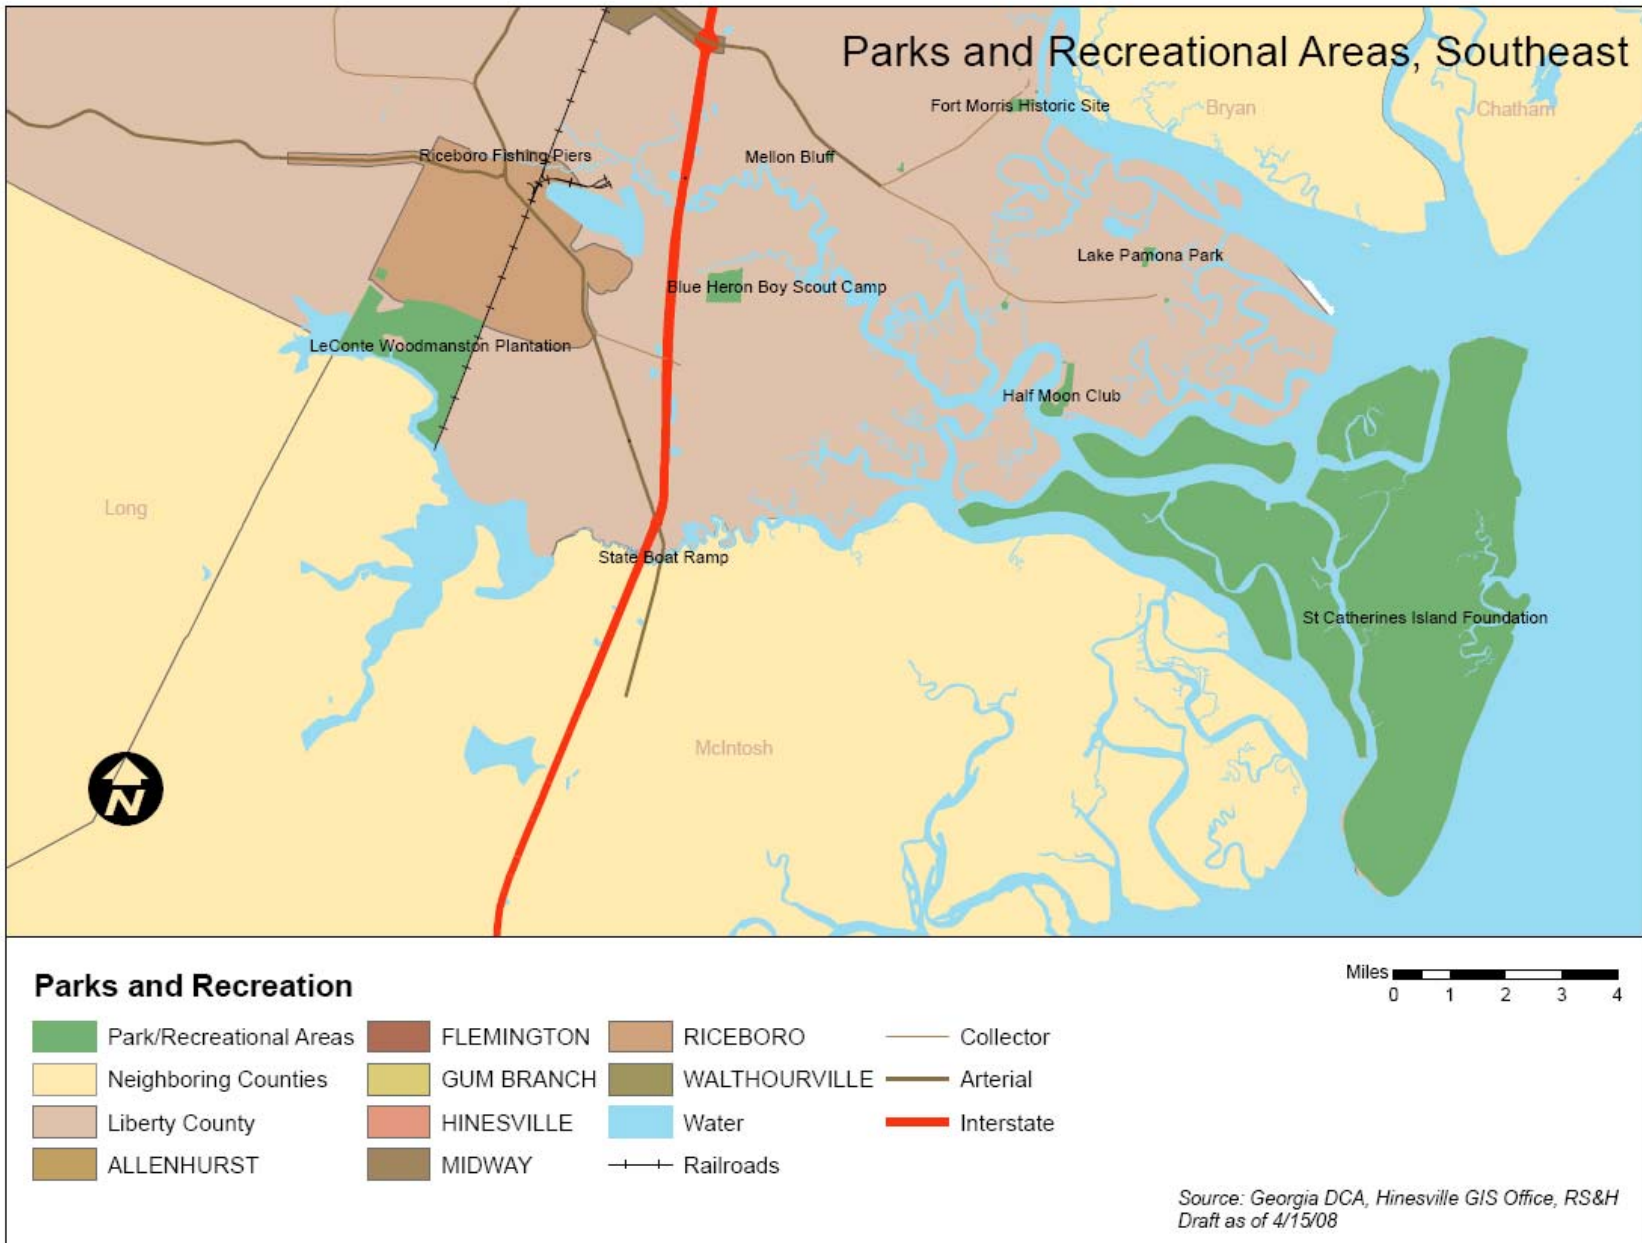 Parks and Recreational Areas, Southeast
Fort Morris Historic Site
Bryan
Chatham
Riceboro Fishing Piers
Mellon Bluff
Lake Pamona Park
Blue Heron Boy Scout Camp
LeConte Woodmanston Plantation
Half Moon Club
Long
State Boat Ramp
St Catherines Island Foundation
McIntosh
N
Parks and Recreation
Miles
0 1 2 3 4
Park/Recreational Areas
FLEMINGTON
RICEBORO
Collector
Neighboring Counties
GUM BRANCH
WALTHOURVILLE
Arterial
Liberty County
HINESVILLE
Water
Interstate
ALLENHURST
MIDWAY
Railroads
Source: Georgia DCA, Hinesville GIS Office, RS&H
Draft as of 4/15/08